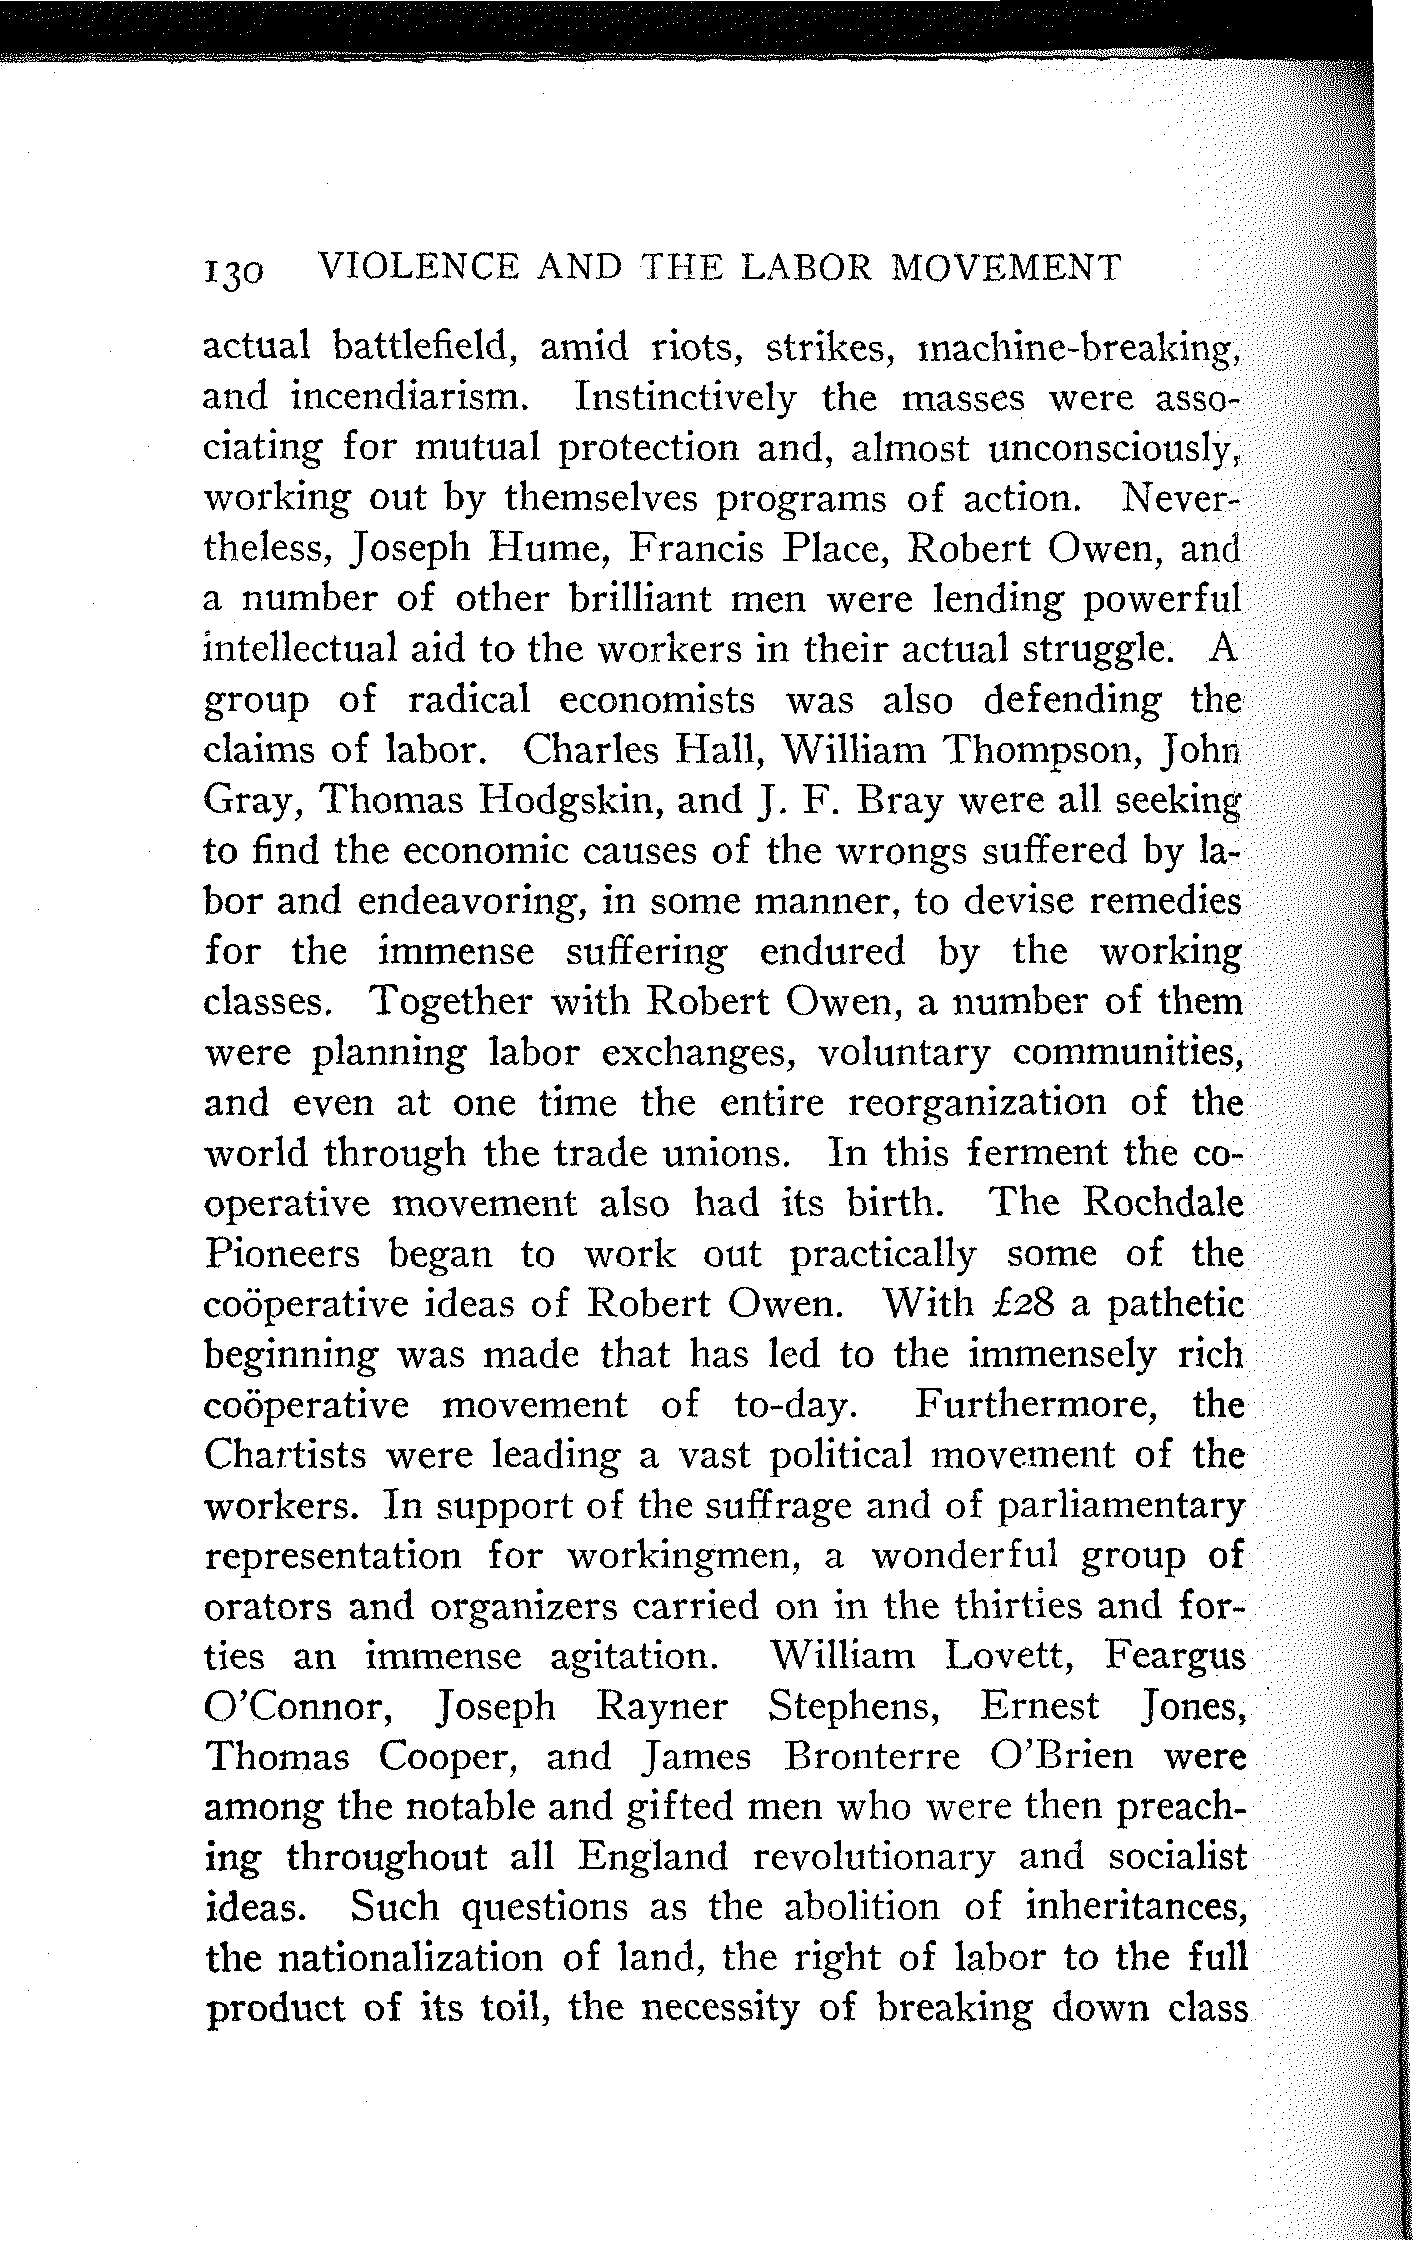 130 VIOLENCE AND THE LABOR MOVEMENT
actual battlefield, amid riots, strikes, machine-breaking,
and incendiarism. Instinctively the masses were asso-
ciating for mutual protection and, almost unconsciously,
working out by themselves programs of action. Never-
theless, Joseph Hume, Francis Place, Robert Owen, and
a number of other brilliant men were lending powerful
intellectual aid to the workers in their actual struggle. A
group of radical economists was also defending the
claims of labor. Charles Hall, William Thompson, John
Gray, Thomas Hodgskin, and J. F. Bray were all seeking
to find the economic causes of the wrongs suffered by la-
bor and endeavoring, in some manner, to devise remedies
for the immense suffering endured by the working
classes. Together with Robert Owen, a number of them
were planning labor exchanges, voluntary communities,
and even at one time the entire reorganization of the
world through the trade unions. In this ferment the co-
operative movement also had its birth. The Rochdale
Pioneers began to work out practically some of the
coöperative ideas of Robert Owen. With £28 a pathetic
beginning was made that has led to the immensely rich
coöperative movement of to-day. Furthermore, the
Chartists were leading a vast political movement of the
workers. In support of the suffrage and of parliamentary
representation for workingmen, a wonderful group of
orators and organizers carried on in the thirties and for-
ties an immense agitation. William Lovett, Feargus
O'Connor, Joseph Rayner Stephens, Ernest Jones,
Thomas Cooper, and James Bronterre O'Brien were
among the notable and gifted men who were then preach-
ing throughout all England revolutionary and socialist
ideas. Such questions as the abolition of inheritances,
the nationalization of land, the right of labor to the full
product of its toil, the necessity of breaking down class